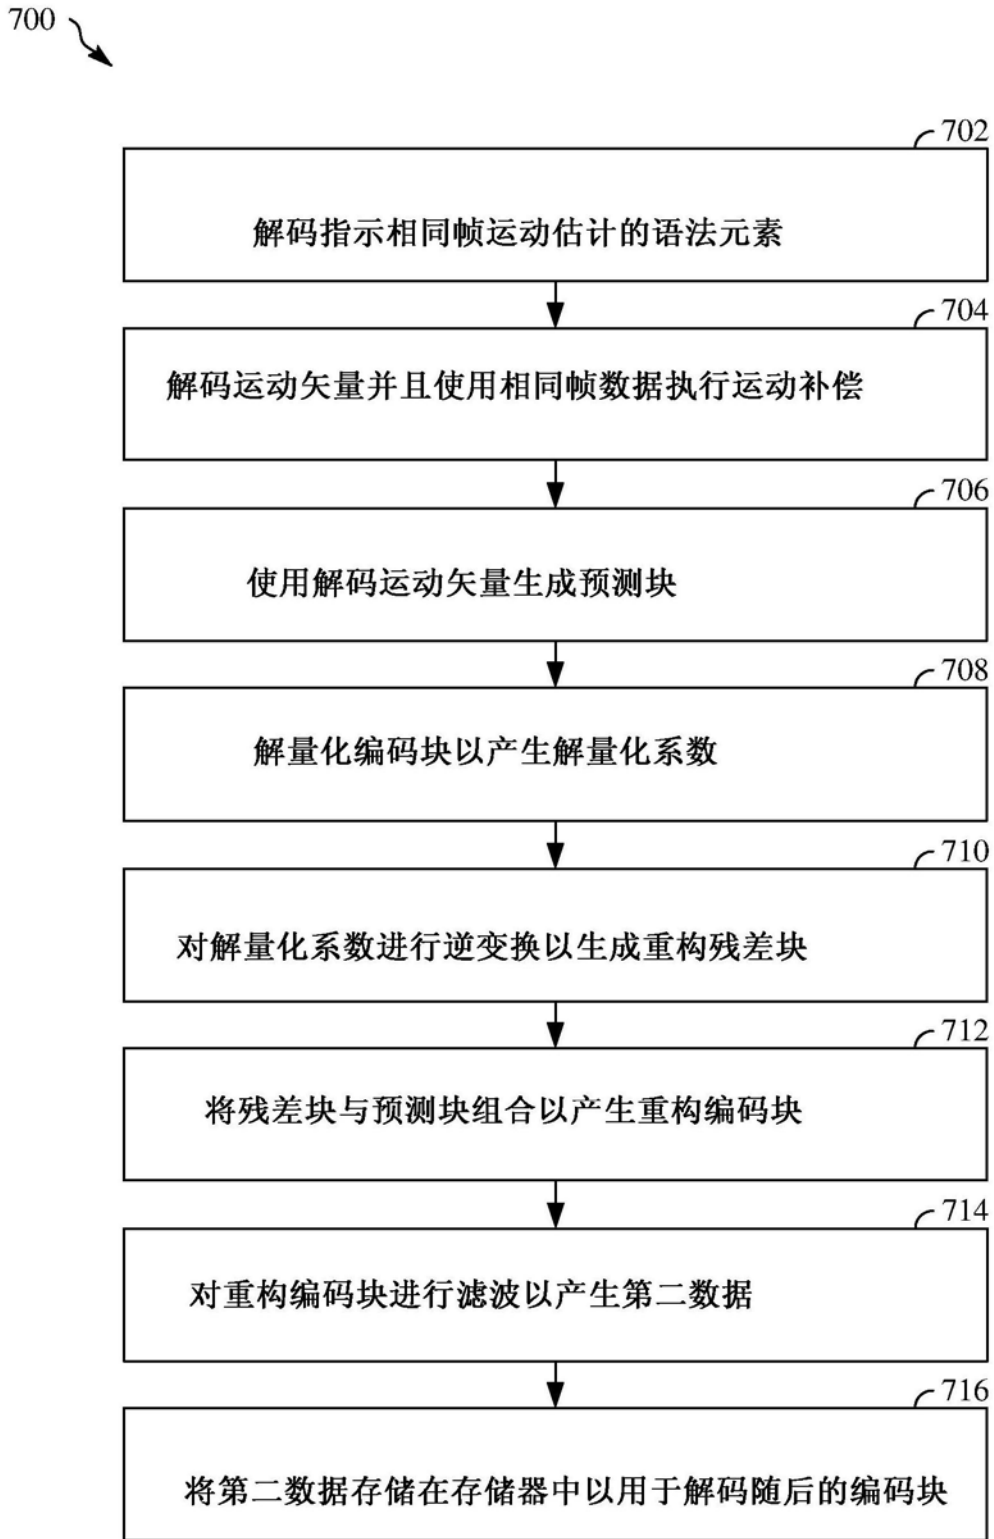 700
702
解码指示相同帧运动估计的语法元素
704
解码运动矢量并且使用相同帧数据执行运动补偿
706
使用解码运动矢量生成预测块
708
解量化编码块以产生解量化系数
710
对解量化系数进行逆变换以生成重构残差块
712
将残差块与预测块组合以产生重构编码块
714
对重构编码块进行滤波以产生第二数据
716
将第二数据存储在存储器中以用于解码随后的编码块